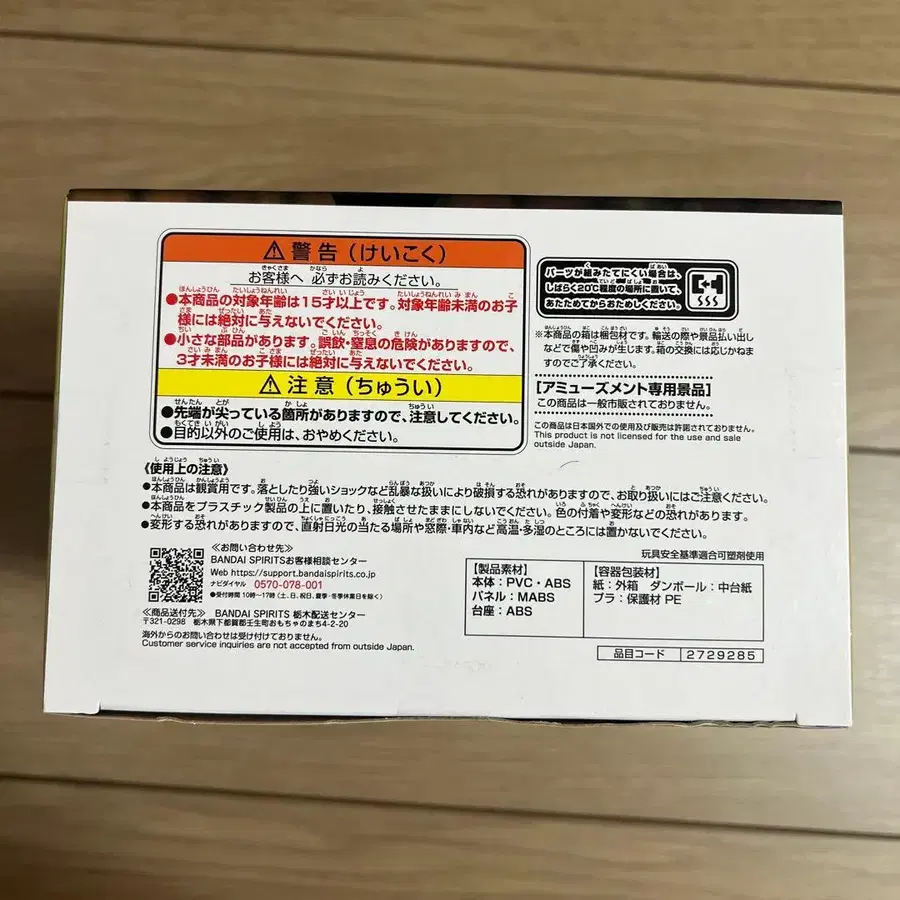 ⚠警告(けいこく)
お客様へ 必ずお読みください。
●本商品の対象年齢は15才以上です。対象年齢未満のお子
様には絶対に与えないでください。
●小さな部品があります。誤飲・窒息の危険がありますので、
3才未満のお子様には絶対に与えないでください。
⚠注意(ちゅうい)
●先端が尖っている箇所がありますので、注意してください。
●目的以外のご使用は、おやめください。
パーツが組みたてにくい場合は、
しばらく20℃程度の場所に置いて、
あたためてからおためしください。
※本商品の箱は梱包材です。輸送の際や景品払い出し
などで傷や凹みが生じます。箱の交換には応じかねま
すのでご了承ください。
【アミューズメント専用景品】
この商品は一般市販されておりません。
この商品は日本国外での使用及び販売は許諾されておりません。
This product is not licensed for the use and sale
outside Japan.
《使用上の注意》
●本商品は観賞用です。落としたり強いショックなど乱暴な扱いにより破損する恐れがありますので、お取り扱いにはご注意ください。
●本商品をプラスチック製品の上に置いたり、接触させたままにしないでください。色の付着や変形などの恐れがあります。
●変形する恐れがありますので、直射日光の当たる場所や窓際・車内など高温・多湿のところには置かないでください。
≪お問い合わせ先≫
BANDAI SPIRITSお客様相談センター
Web https://support.bandaispirits.co.jp
ナビダイヤル 0570-078-001
●受付時間 10時〜17時(土、日、祝日、夏季・冬季休業日を除く)
≪商品送付先≫ BANDAI SPIRITS 栃木配送センター
〒321-0298 栃木県下都賀郡壬生町おもちゃのまち4-2-20
海外からのお問い合わせは受け付けておりません。
Customer service inquiries are not accepted from outside Japan.
玩具安全基準適合可塑剤使用
【製品素材】
本体:PVC・ABS
パネル:MABS
台座:ABS
【容器包装材】
紙:外箱 ダンボール:中台紙
プラ:保護材 PE
品目コード 2729285